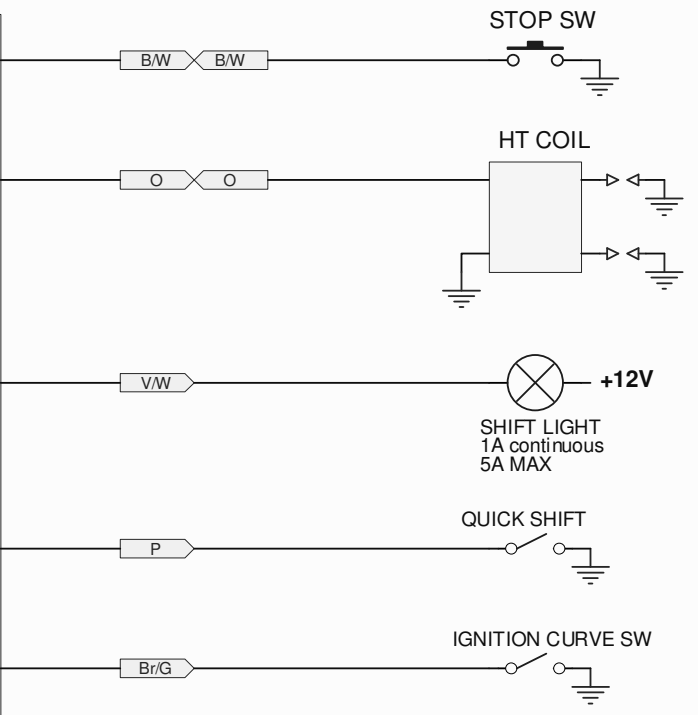 STOP SW
B/W B/W
HT COIL
O O
V/W
+12V
SHIFT LIGHT
1A continuous
5A MAX
QUICK SHIFT
P
IGNITION CURVE SW
Br/G